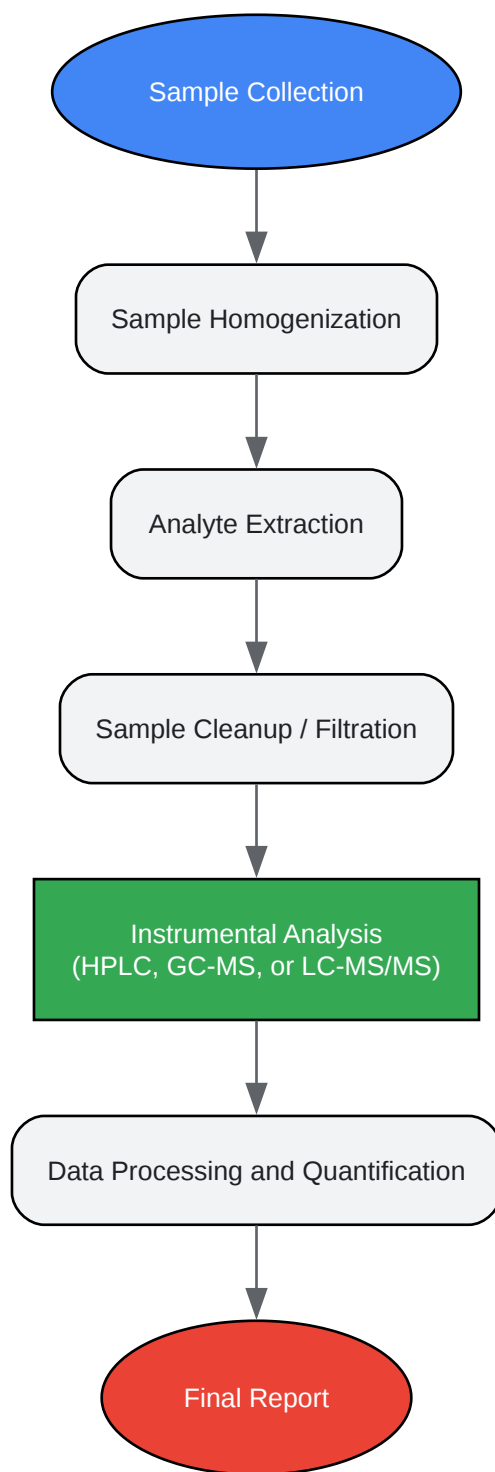 Sample Collection
Sample Homogenization
Analyte Extraction
Sample Cleanup / Filtration
Instrumental Analysis
(HPLC, GC-MS, or LC-MS/MS)
Data Processing and Quantification
Final Report